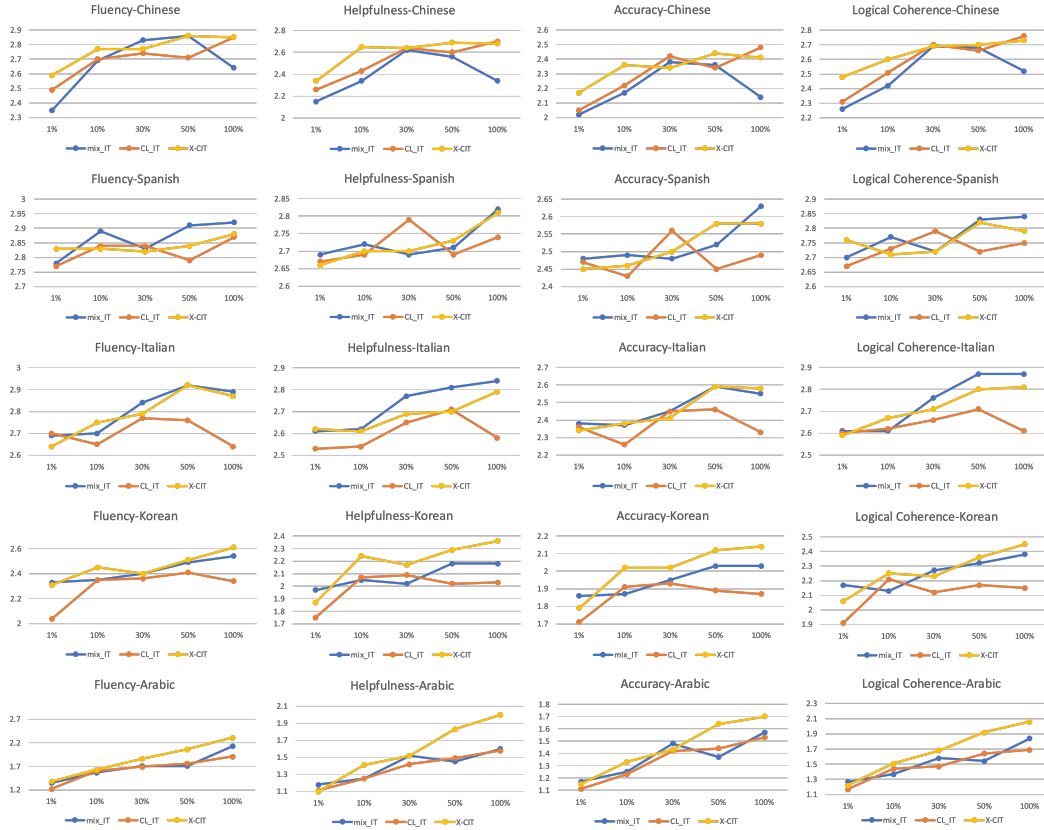 Fluency-Chinese
2.9
2.8
2.7
2.6
2.5
2.4
2.3
1% 10% 30% 50% 100%
mix_IT CL_IT X-CIT
Helpfulness-Chinese
2.8
2.6
2.4
2.2
2
1% 10% 30% 50% 100%
mix_IT CL_IT X-CIT
Accuracy-Chinese
2.6
2.5
2.4
2.3
2.2
2.1
2
1% 10% 30% 50% 100%
mix_IT CL_IT X-CIT
Logical Coherence-Chinese
2.8
2.7
2.6
2.5
2.4
2.3
2.2
1% 10% 30% 50% 100%
mix_IT CL_IT X-CIT
Fluency-Spanish
3
2.95
2.9
2.85
2.8
2.75
2.7
1% 10% 30% 50% 100%
mix_IT CL_IT X-CIT
Helpfulness-Spanish
2.85
2.8
2.75
2.7
2.65
2.6
1% 10% 30% 50% 100%
mix_IT CL_IT X-CIT
Accuracy-Spanish
2.65
2.6
2.55
2.5
2.45
2.4
1% 10% 30% 50% 100%
mix_IT CL_IT X-CIT
Logical Coherence-Spanish
2.9
2.85
2.8
2.75
2.7
2.65
2.6
1% 10% 30% 50% 100%
mix_IT CL_IT X-CIT
Fluency-Italian
3
2.9
2.8
2.7
2.6
1% 10% 30% 50% 100%
mix_IT CL_IT X-CIT
Helpfulness-Italian
2.9
2.8
2.7
2.6
2.5
1% 10% 30% 50% 100%
mix_IT CL_IT X-CIT
Accuracy-Italian
2.7
2.6
2.5
2.4
2.3
2.2
1% 10% 30% 50% 100%
mix_IT CL_IT X-CIT
Logical Coherence-Italian
2.9
2.8
2.7
2.6
2.5
1% 10% 30% 50% 100%
mix_IT CL_IT X-CIT
Fluency-Korean
2.6
2.4
2.2
2
1% 10% 30% 50% 100%
mix_IT CL_IT X-CIT
Helpfulness-Korean
2.4
2.3
2.2
2.1
2
1.9
1.8
1.7
1% 10% 30% 50% 100%
mix_IT CL_IT X-CIT
Accuracy-Korean
2.2
2.1
2
1.9
1.8
1.7
1% 10% 30% 50% 100%
mix_IT CL_IT X-CIT
Logical Coherence-Korean
2.5
2.4
2.3
2.2
2.1
2
1.9
1% 10% 30% 50% 100%
mix_IT CL_IT X-CIT
Fluency-Arabic
2.7
2.2
1.7
1.2
1% 10% 30% 50% 100%
mix_IT CL_IT X-CIT
Helpfulness-Arabic
2.1
1.9
1.7
1.5
1.3
1.1
1% 10% 30% 50% 100%
mix_IT CL_IT X-CIT
Accuracy-Arabic
1.8
1.7
1.6
1.5
1.4
1.3
1.2
1.1
1% 10% 30% 50% 100%
mix_IT CL_IT X-CIT
Logical Coherence-Arabic
2.3
2.1
1.9
1.7
1.5
1.3
1.1
1% 10% 30% 50% 100%
mix_IT CL_IT X-CIT